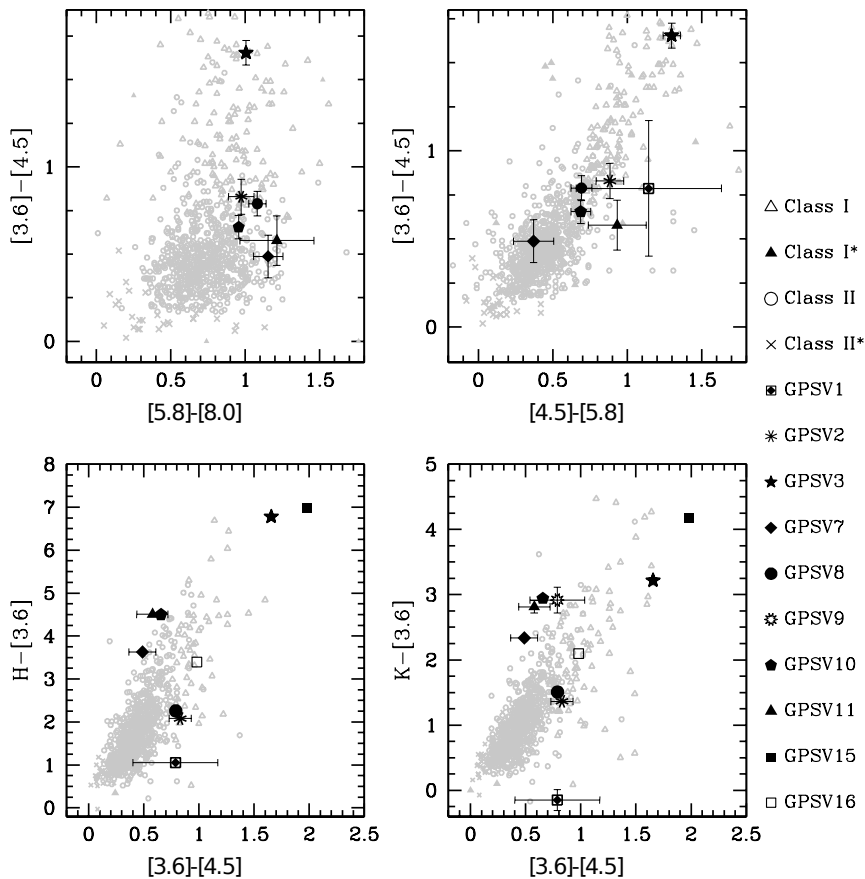 [3.6]-[4.5]
1
0
0
0.5
1
1.5
[5.8]-[8.0]
[3.6]-[4.5]
1
0
0
0.5
1
1.5
[4.5]-[5.8]
H-[3.6]
8
7
6
5
4
3
2
1
0
0
0.5
1
1.5
2
2.5
[3.6]-[4.5]
K-[3.6]
5
4
3
2
1
0
0
0.5
1
1.5
2
2.5
[3.6]-[4.5]
Class I
Class I*
Class II
Class II*
GPSV1
GPSV2
GPSV3
GPSV7
GPSV8
GPSV9
GPSV10
GPSV11
GPSV15
GPSV16